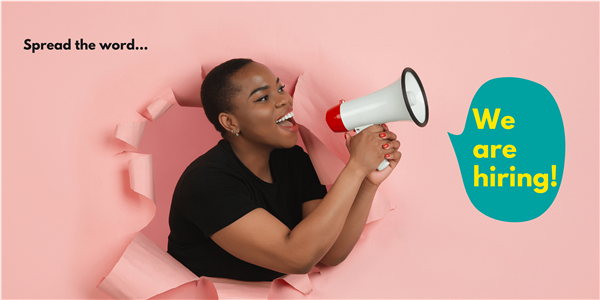 Spread the word...
We
are
hiring!